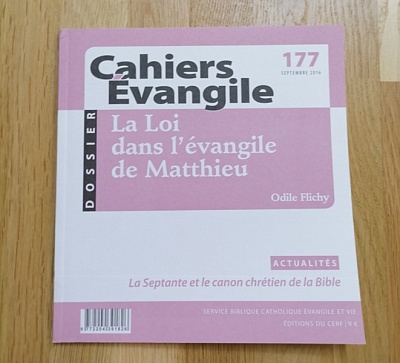 Cahiers
Évangile
177
SEPTEMBRE 2016
DOSSIER
La Loi
dans l'évangile
de Matthieu
Odile Flichy
ACTUALITÉS
La Septante et le canon chrétien de la Bible
SERVICE BIBLIQUE CATHOLIQUE ÉVANGILE ET VIE
ÉDITIONS DU CERF